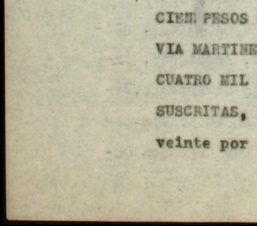 CIEN PESOS
VIA MARTINE
CUATRO MIL
SUSCRITAS,
veinte por